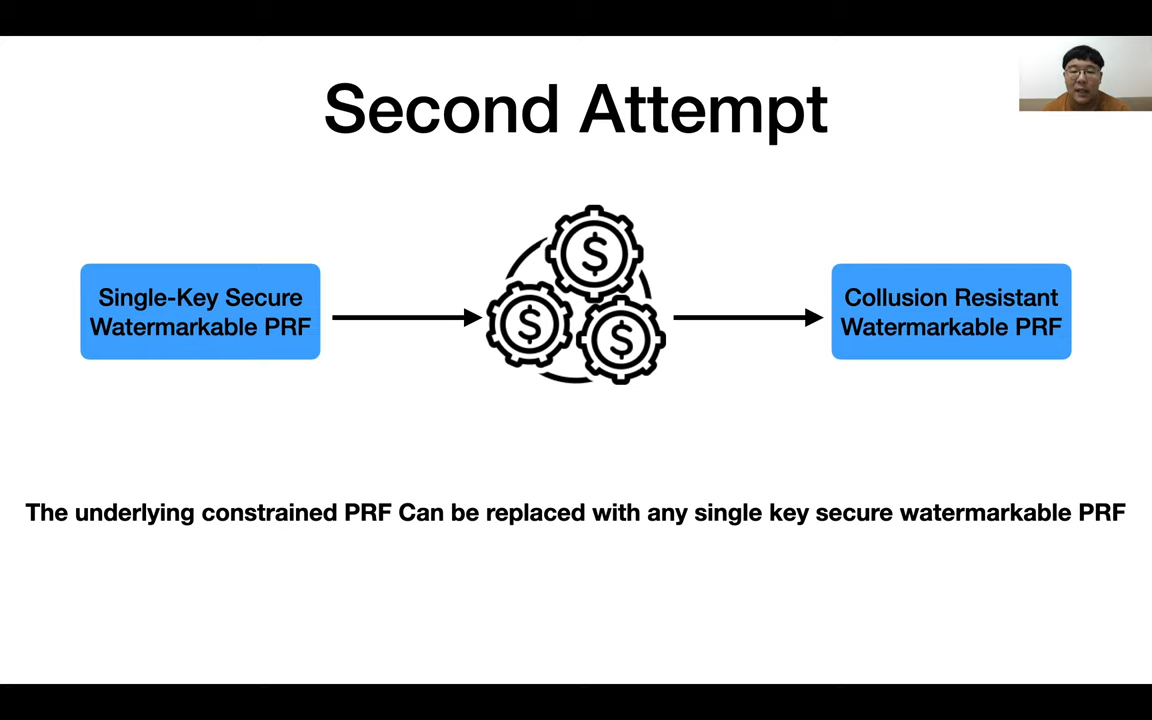 Second Attempt
Single-Key Secure
Watermarkable PRF
$
$
$
Collusion Resistant
Watermarkable PRF
The underlying constrained PRF Can be replaced with any single key secure watermarkable PRF